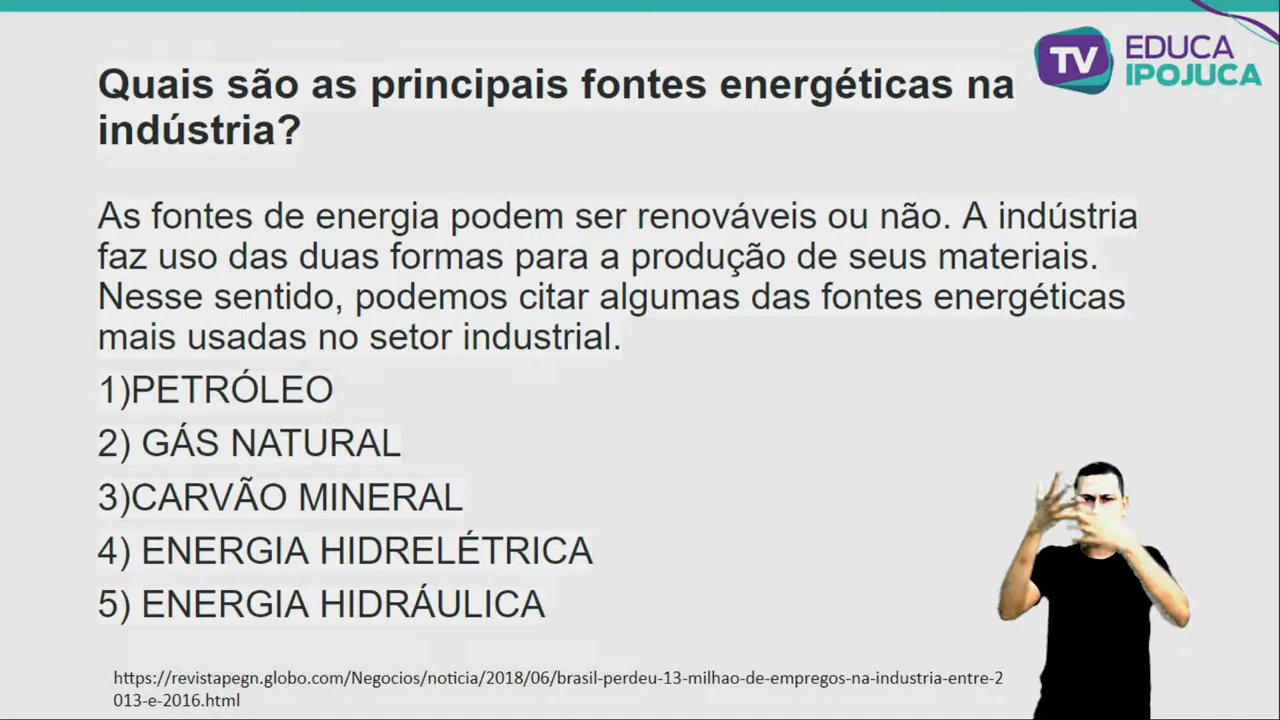 TV EDUCA
IPOJUCA
Quais são as principais fontes energéticas na
indústria?
As fontes de energia podem ser renováveis ou não. A indústria
faz uso das duas formas para a produção de seus materiais.
Nesse sentido, podemos citar algumas das fontes energéticas
mais usadas no setor industrial.
1)PETRÓLEO
2) GÁS NATURAL
3)CARVÃO MINERAL
4) ENERGIA HIDRELÉTRICA
5) ENERGIA HIDRÁULICA
https://revistapegn.globo.com/Negocios/noticia/2018/06/brasil-perdeu-13-milhao-de-empregos-na-industria-entre-2
013-e-2016.html